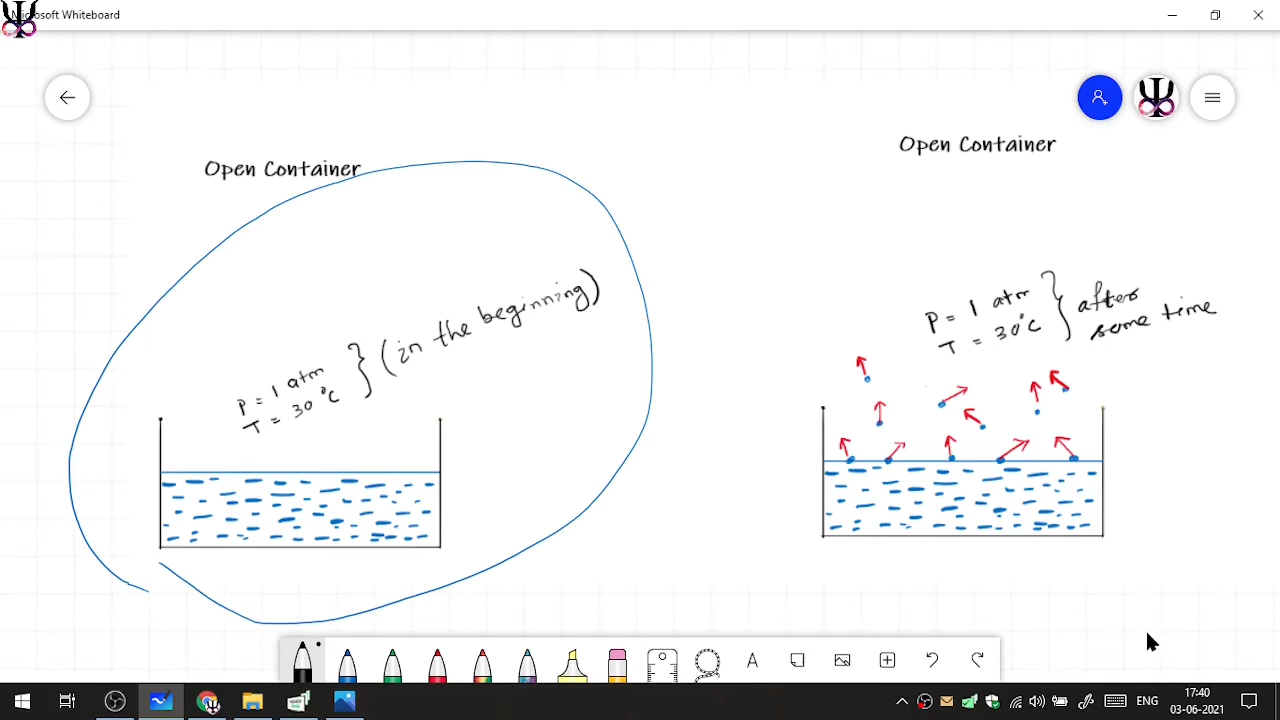 Microsoft Whiteboard
Open Container
P = 1 atm
T = 30°C
(in the beginning)
Open Container
P = 1 atm
T = 30°C
after
some time
A
ENG
17:40
03-06-2021